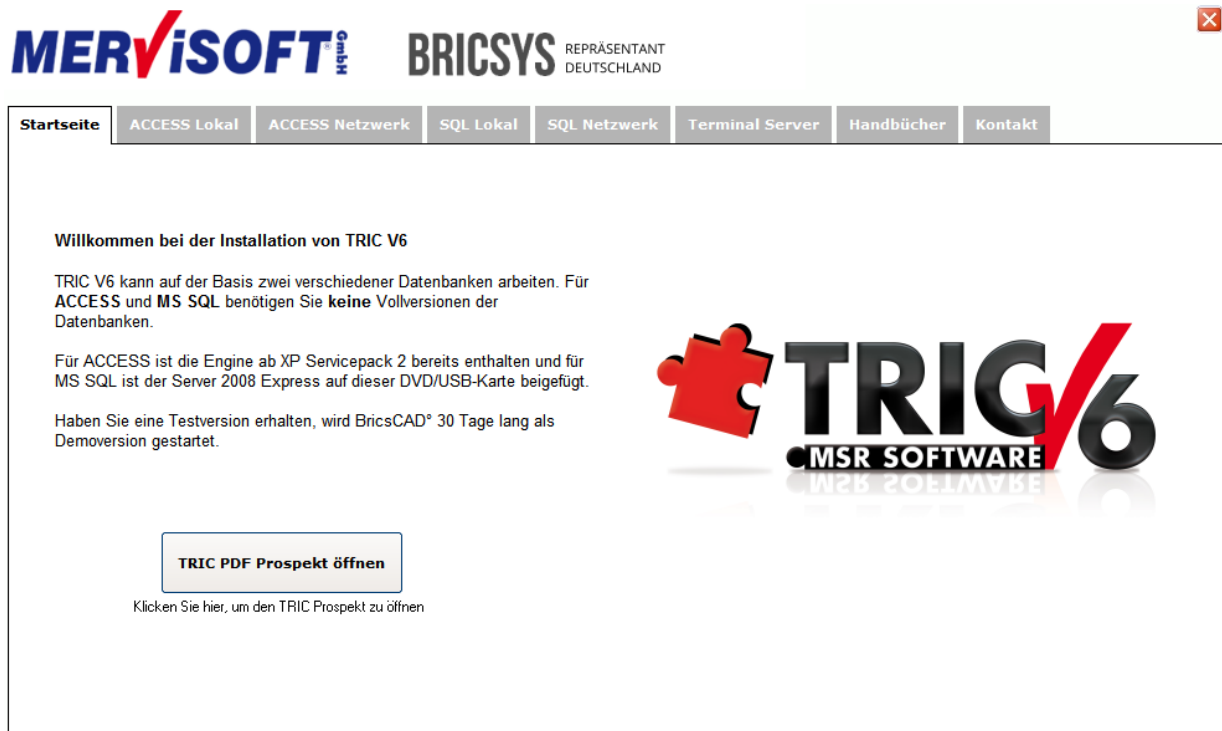 MERViSOFT® GmbH
BRICSYS REPRÄSENTANT
DEUTSCHLAND
Startseite ACCESS Lokal ACCESS Netzwerk SQL Lokal SQL Netzwerk Terminal Server Handbücher Kontakt
Willkommen bei der Installation von TRIC V6
TRIC V6 kann auf der Basis zwei verschiedener Datenbanken arbeiten. Für
ACCESS und MS SQL benötigen Sie keine Vollversionen der
Datenbanken.
Für ACCESS ist die Engine ab XP Servicepack 2 bereits enthalten und für
MS SQL ist der Server 2008 Express auf dieser DVD/USB-Karte beigefügt.
Haben Sie eine Testversion erhalten, wird BricsCAD° 30 Tage lang als
Demoversion gestartet.
TRIC V6
MSR SOFTWARE
TRIC PDF Prospekt öffnen
Klicken Sie hier, um den TRIC Prospekt zu öffnen